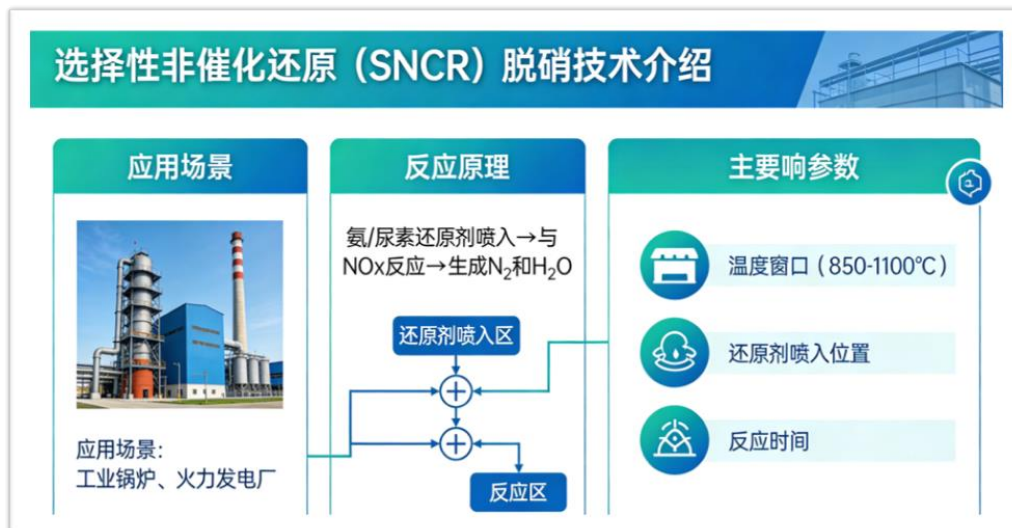 选择性非催化还原（SNCR）脱硝技术介绍
应用场景
应用场景：
工业锅炉、火力发电厂
反应原理
氨/尿素还原剂喷入→与
NOx反应→生成N₂和H₂O
还原剂喷入区
反应区
主要响参数
温度窗口（850-1100℃）
还原剂喷入位置
反应时间